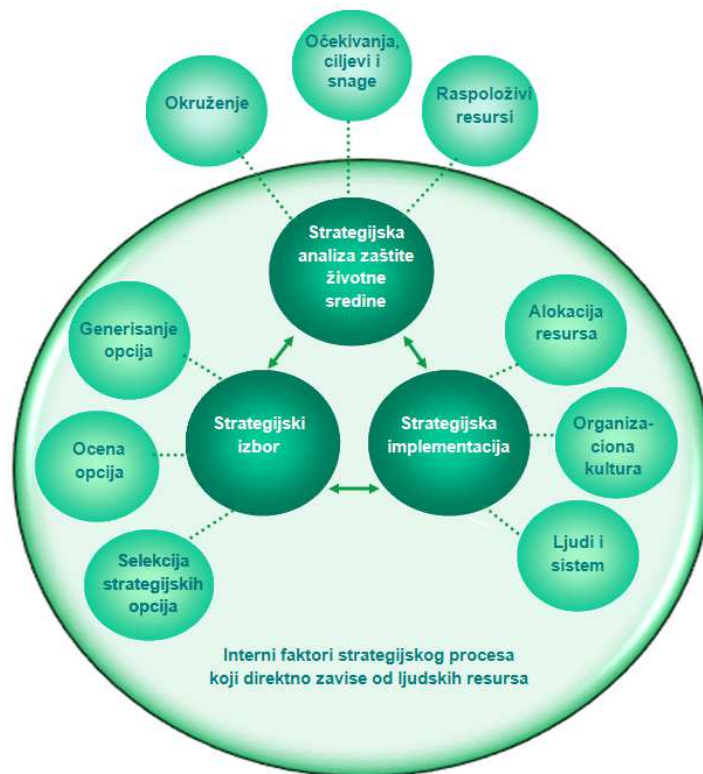 Očekivanja,
ciljevi i
snage
Okruženje
Raspoloživi
resursi
Strategijska
analiza zaštite
životne
sredine
Generisanje
opcija
Alokacija
resursa
Strategijski
izbor
Strategijska
implementacija
Ocena
opcija
Organiza-
ciona
kultura
Selekcija
strategijskih
opcija
Ljudi i
sistem
Interni faktori strategijskog procesa
koji direktno zavise od ljudskih resursa